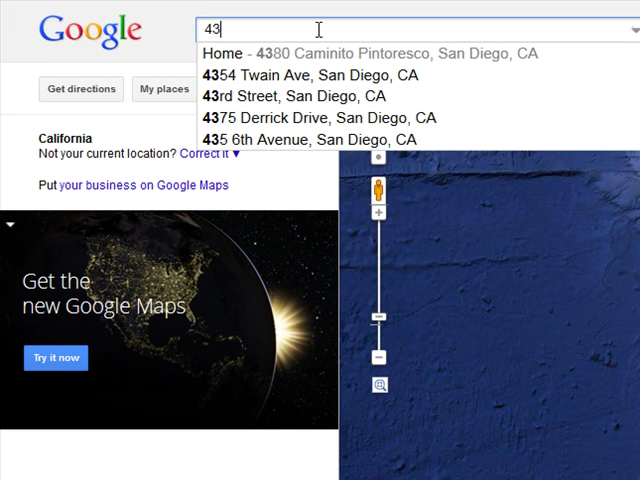 Google
43
Home - 4380 Caminito Pintoresco, San Diego, CA
4354 Twain Ave, San Diego, CA
43rd Street, San Diego, CA
4375 Derrick Drive, San Diego, CA
435 6th Avenue, San Diego, CA
Get directions
My places
California
Not your current location? Correct it ▼
Put your business on Google Maps
Get the
new Google Maps
Try it now